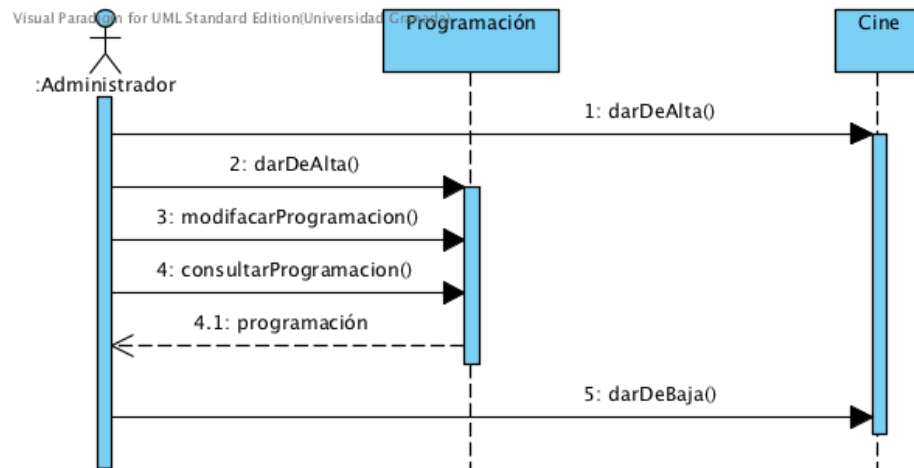 Visual Paradigm for UML Standard Edition(Universidad Granada)
Programación
Cine
:Administrador
1: darDeAlta()
2: darDeAlta()
3: modifacarProgramacion()
4: consultarProgramacion()
4.1: programación
5: darDeBaja()